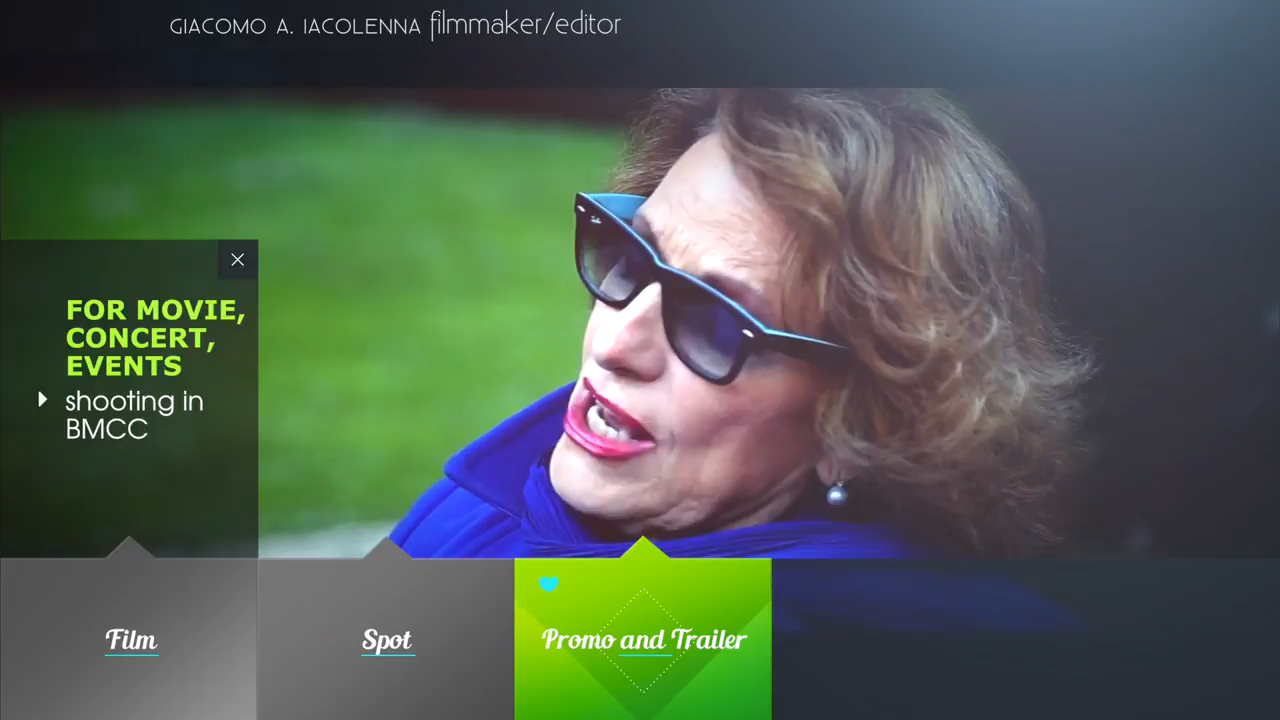 GIACOMO A. IACOLENNA filmmaker/editor
FOR MOVIE,
CONCERT,
EVENTS
shooting in
BMCC
Film
Spot
Promo and Trailer